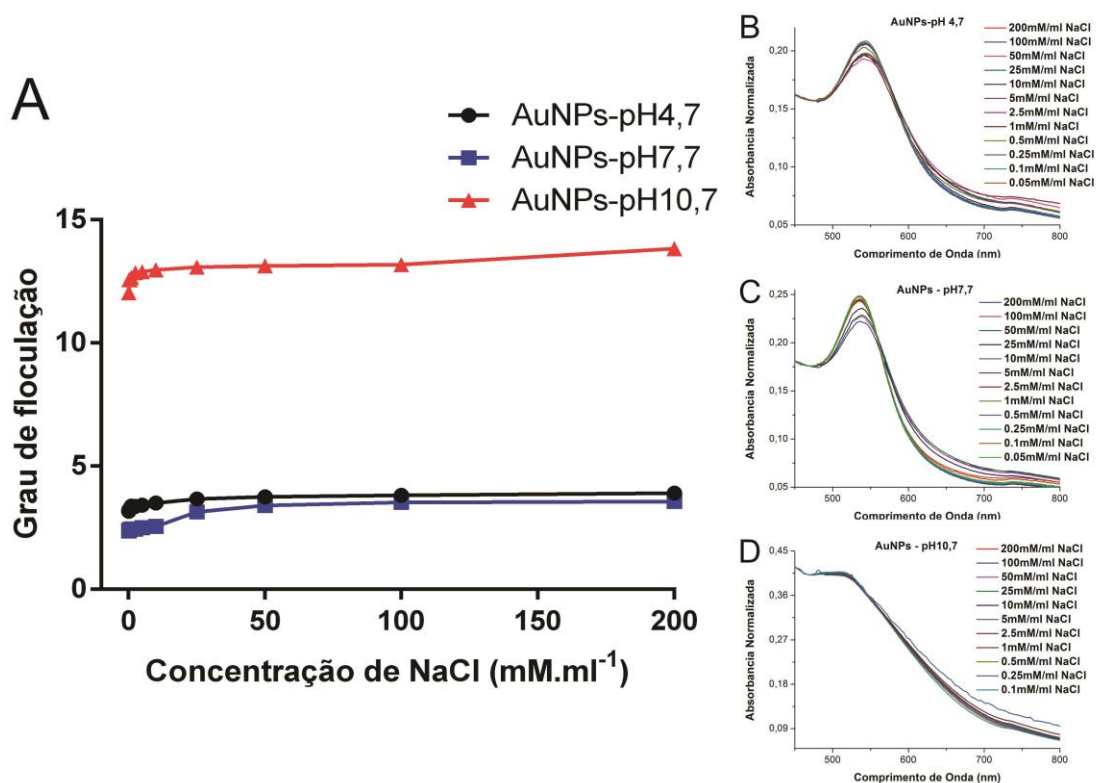 A
AuNPs-pH4,7
AuNPs-pH7,7
AuNPs-pH10,7
Grau de floculação
15
10
5
0
0
50
100
150
200
Concentração de NaCl (mM.ml⁻¹)
B
AuNPs-pH 4,7
Absorbancia Normalizada
0,20
0,15
0,10
0,05
500
600
700
800
Comprimento de Onda (nm)
200mM/ml NaCl
100mM/ml NaCl
50mM/ml NaCl
25mM/ml NaCl
10mM/ml NaCl
5mM/ml NaCl
2.5mM/ml NaCl
1mM/ml NaCl
0.5mM/ml NaCl
0.25mM/ml NaCl
0.1mM/ml NaCl
0.05mM/ml NaCl
C
AuNPs - pH7,7
Absorbancia Normalizada
0,25
0,20
0,15
0,10
0,05
500
600
700
800
Comprimento de Onda (nm)
200mM/ml NaCl
100mM/ml NaCl
50mM/ml NaCl
25mM/ml NaCl
10mM/ml NaCl
5mM/ml NaCl
2.5mM/ml NaCl
1mM/ml NaCl
0.5mM/ml NaCl
0.25mM/ml NaCl
0.1mM/ml NaCl
0.05mM/ml NaCl
D
AuNPs - pH10,7
Absorbancia Normalizada
0,45
0,36
0,27
0,18
0,09
500
600
700
800
Comprimento de Onda (nm)
200mM/ml NaCl
100mM/ml NaCl
50mM/ml NaCl
25mM/ml NaCl
10mM/ml NaCl
5mM/ml NaCl
2.5mM/ml NaCl
1mM/ml NaCl
0.5mM/ml NaCl
0.25mM/ml NaCl
0.1mM/ml NaCl